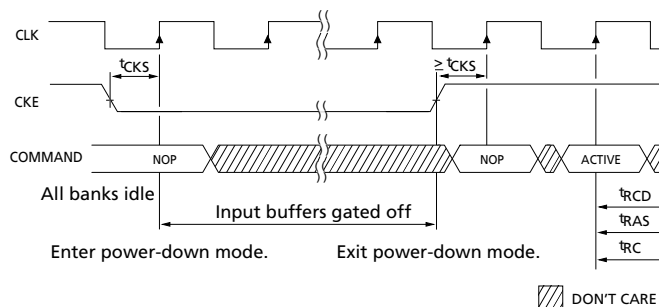 CLK
tCKS
≥ tCKS
CKE
COMMAND
NOP
NOP
ACTIVE
All banks idle
Input buffers gated off
tRCD
tRAS
tRC
Enter power-down mode.
Exit power-down mode.
DON'T CARE